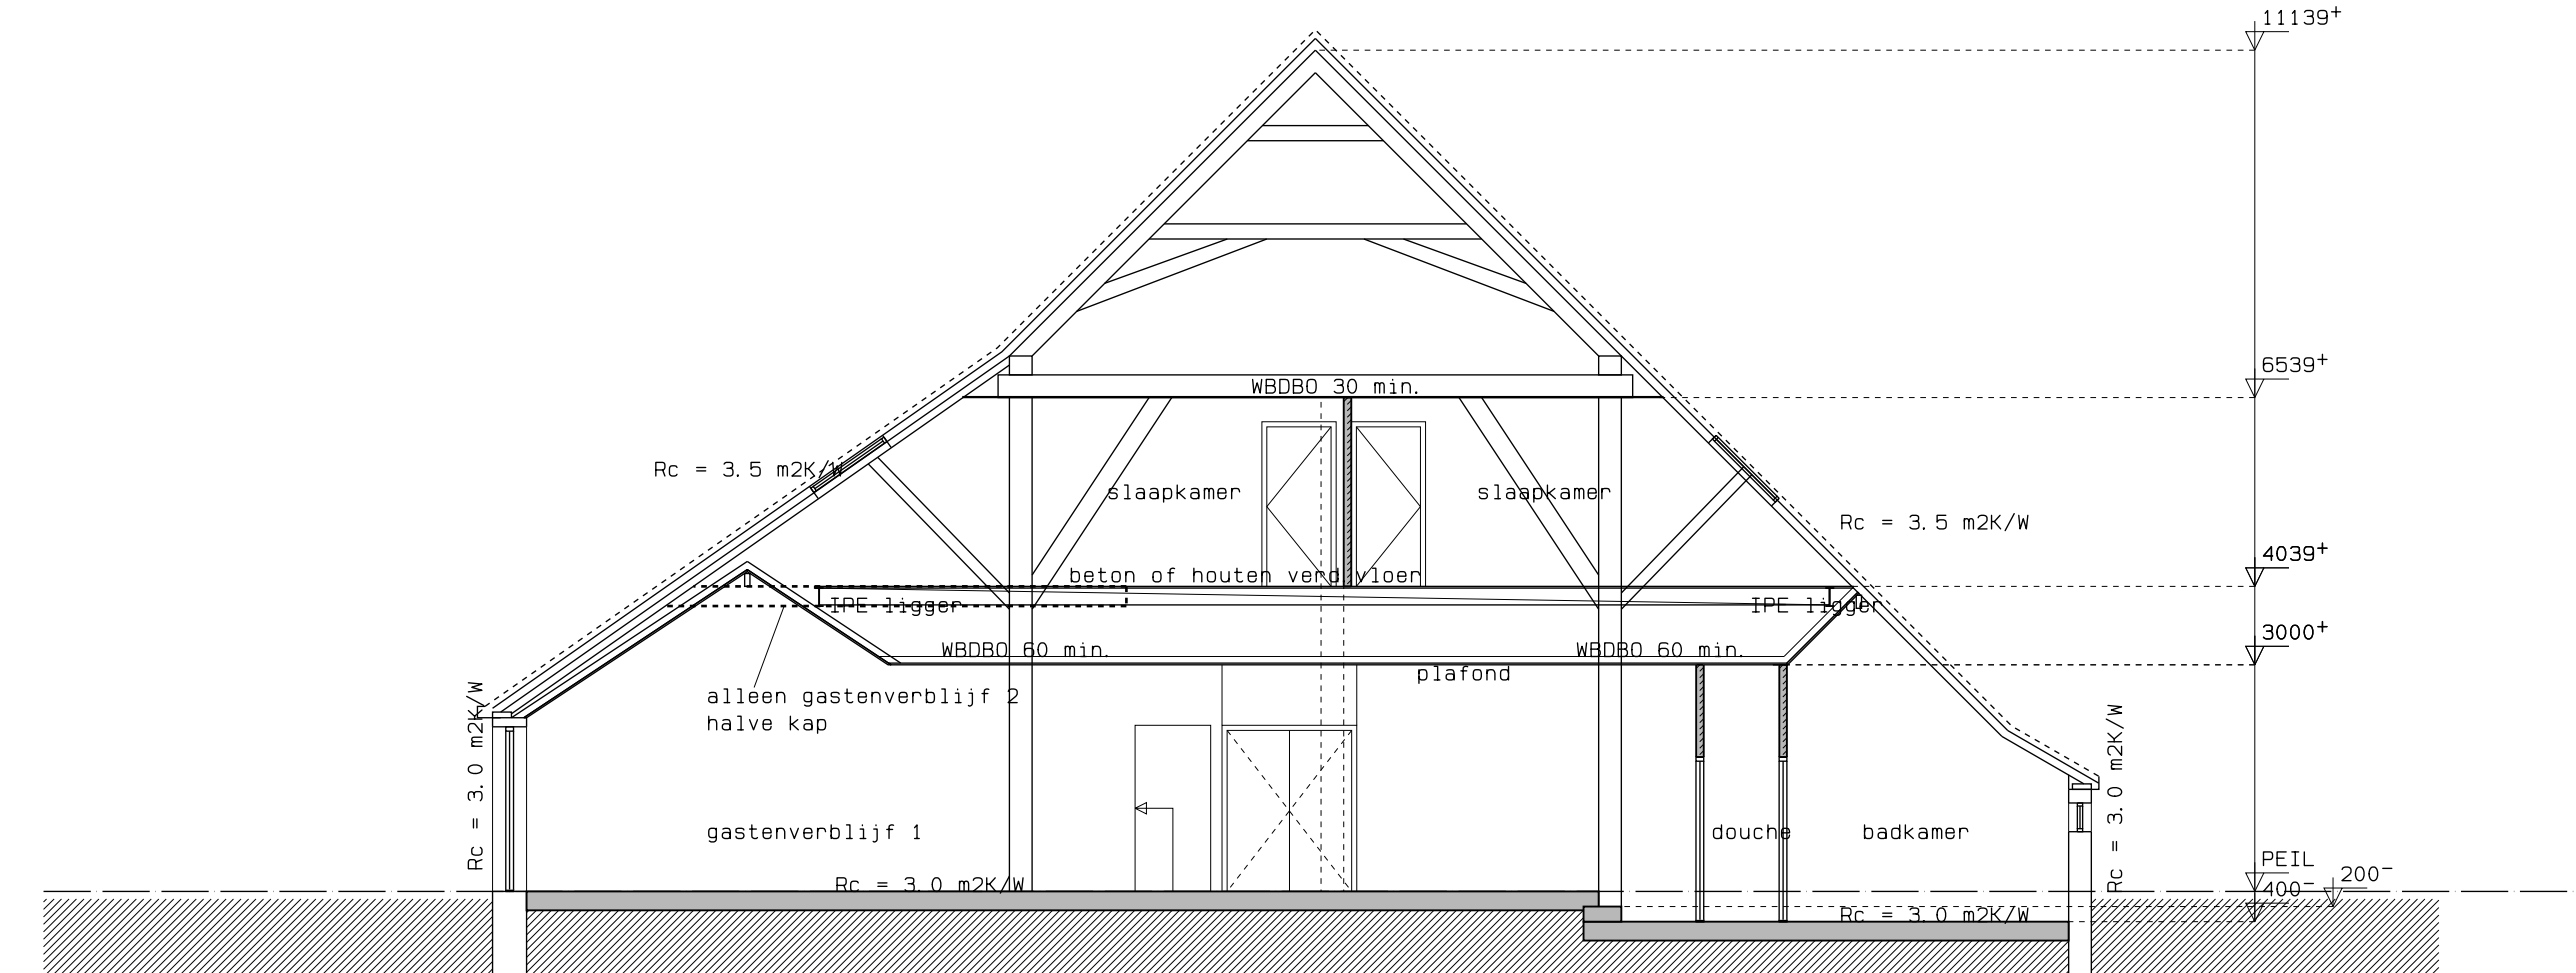 11139+
6539+
WBDBO 30 min.
Rc = 3.5 m2K/W
slaapkamer
slaapkamer
Rc = 3.5 m2K/W
4039+
beton of houten verd vloer
IPE ligger
IPE ligger
3000+
WBDBO 60 min.
WBDBO 60 min.
plafond
alleen gastenverblijf 2
halve kap
Rc = 3.0 m2K/W
Rc = 3.0 m2K/W
gastenverblijf 1
douche
badkamer
PEIL
200-
Rc = 3.0 m2K/W
400-
Rc = 3.0 m2K/W